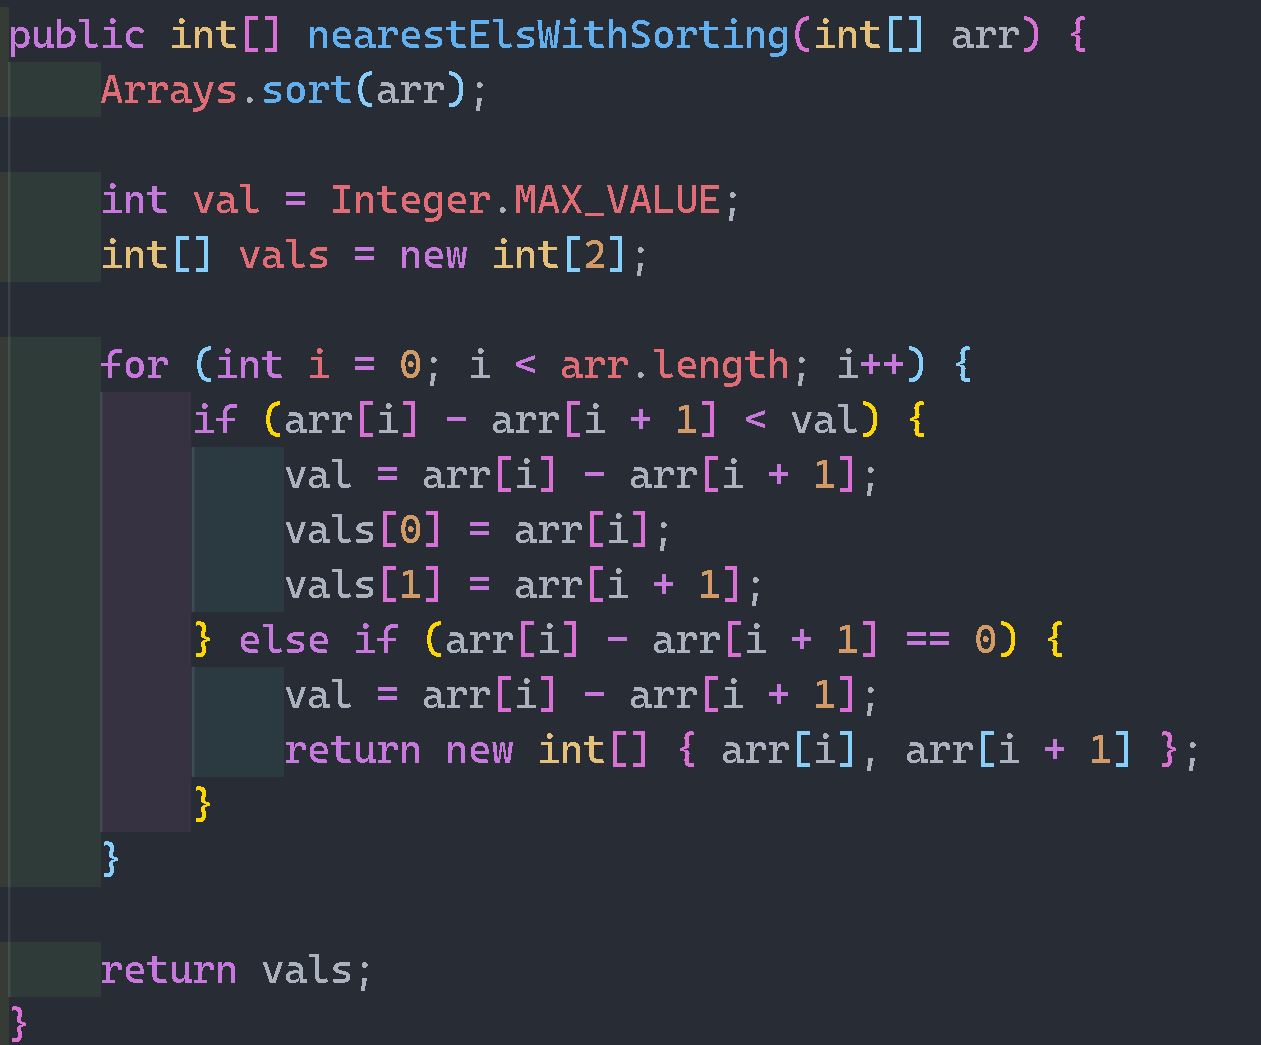 public int[] nearestElsWithSorting(int[] arr) {
    Arrays.sort(arr);

    int val = Integer.MAX_VALUE;
    int[] vals = new int[2];

    for (int i = 0; i < arr.length; i++) {
        if (arr[i] - arr[i + 1] < val) {
            val = arr[i] - arr[i + 1];
            vals[0] = arr[i];
            vals[1] = arr[i + 1];
        } else if (arr[i] - arr[i + 1] == 0) {
            val = arr[i] - arr[i + 1];
            return new int[] { arr[i], arr[i + 1] };
        }
    }

    return vals;
}